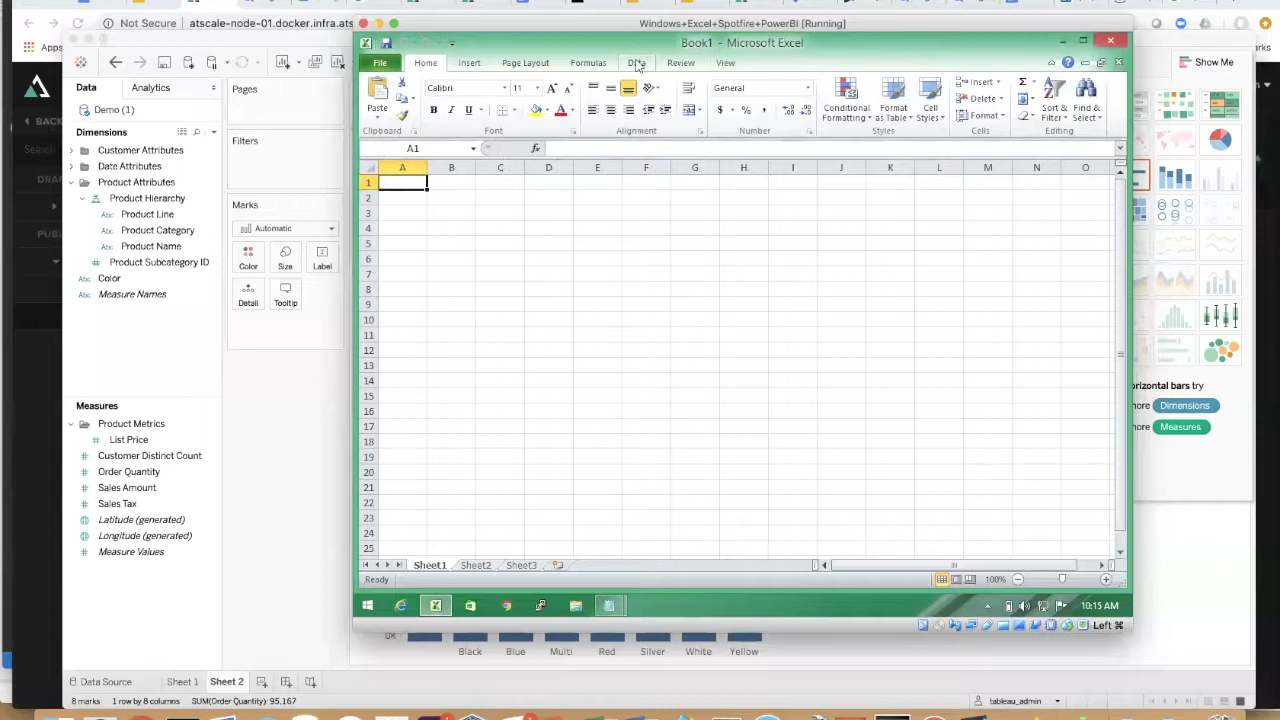 Not Secure
atscale-node-01.docker.infra.ats
Windows+Excel+Spotfire+PowerBI [Running]
Apps
Book1 - Microsoft Excel
File
Home
Insert
Page Layout
Formulas
Data
Review
View
Show Me
Data
Analytics
Pages
Calibri
11
General
Paste
Conditional Formatting
Format as Table
Cell Styles
Insert
Delete
Format
Sort & Filter
Find & Select
Clipboard
Font
Alignment
Number
Styles
Cells
Editing
Demo (1)
Dimensions
Filters
A1
fx
BACK
Search
Customer Attributes
Date Attributes
Product Attributes
Product Hierarchy
Abc Product Line
Abc Product Category
Abc Product Name
# Product Subcategory ID
Abc Color
Abc Measure Names
Marks
Automatic
Color
Size
Label
Detail
Tooltip
A B C D E F G H I J K L M N O
1
2
3
4
5
6
7
8
9
10
11
12
13
14
15
16
17
18
19
20
21
22
23
24
25
Measures
Product Metrics
# List Price
# Customer Distinct Count
# Order Quantity
# Sales Amount
# Sales Tax
Latitude (generated)
Longitude (generated)
# Measure Values
try
Dimensions
Measures
Sheet1
Sheet2
Sheet3
Ready
100%
10:15 AM
Left ⌘
UK
Black
Blue
Multi
Red
Silver
White
Yellow
Data Source
Sheet 1
Sheet 2
8 marks
1 row by 8 columns
SUM(Order Quantity): 95,167
tableau_admin